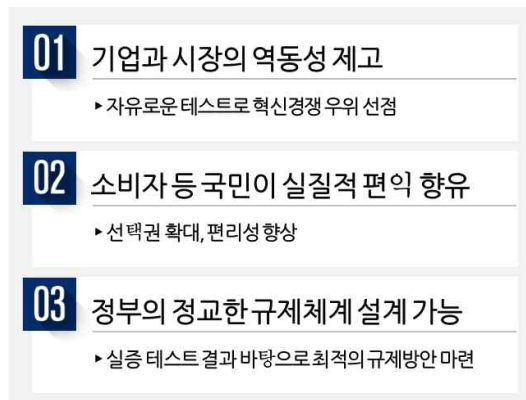 01 기업과 시장의 역동성 제고
▸자유로운 테스트로 혁신경쟁 우위 선점
02 소비자 등 국민이 실질적 편익 향유
▸선택권 확대, 편리성 향상
03 정부의 정교한 규제체계 설계 가능
▸실증 테스트 결과 바탕으로 최적의 규제방안 마련